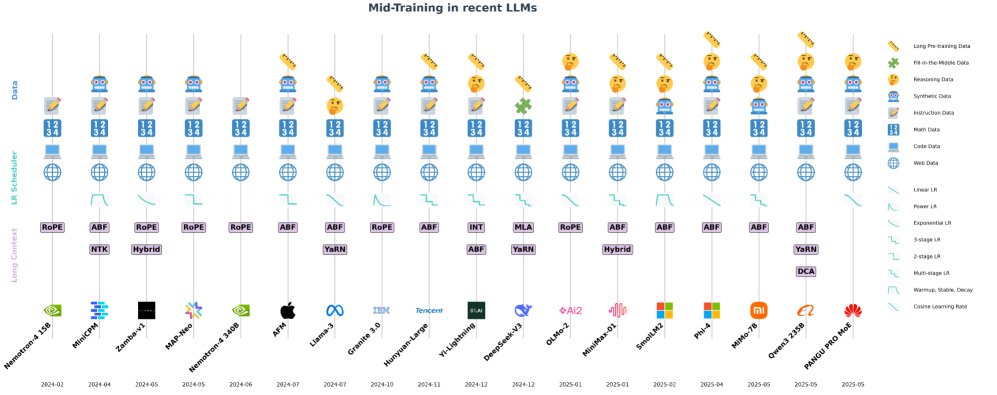 Mid-Training in recent LLMs
Data
LR Scheduler
Long Context
Long Pre-training Data
Fill-in-the-Middle Data
Reasoning Data
Synthetic Data
Instruction Data
Math Data
Code Data
Web Data
Linear LR
Power LR
Exponential LR
3-stage LR
2-stage LR
Multi-stage LR
Warmup, Stable, Decay
Cosine Learning Rate
RoPE ABF RoPE RoPE RoPE ABF ABF RoPE ABF INT MLA RoPE ABF ABF ABF ABF ABF ABF
NTK Hybrid YaRN ABF YaRN Hybrid YaRN
DCA
IBM Tencent 01.AI Ai2
Nemotron-4 15B
MiniCPM
Zamba-v1
MAP-Neo
Nemotron-4 340B
AFM
Llama-3
Granite 3.0
Hunyuan-Large
Yi-Lightning
DeepSeek-V3
OLMo-2
MiniMax-01
SmolLM2
Phi-4
MiMo-7B
Qwen3 235B
PANGU PRO MoE
2024-02 2024-04 2024-05 2024-05 2024-06 2024-07 2024-07 2024-10 2024-11 2024-12 2024-12 2025-01 2025-01 2025-02 2025-04 2025-05 2025-05 2025-05